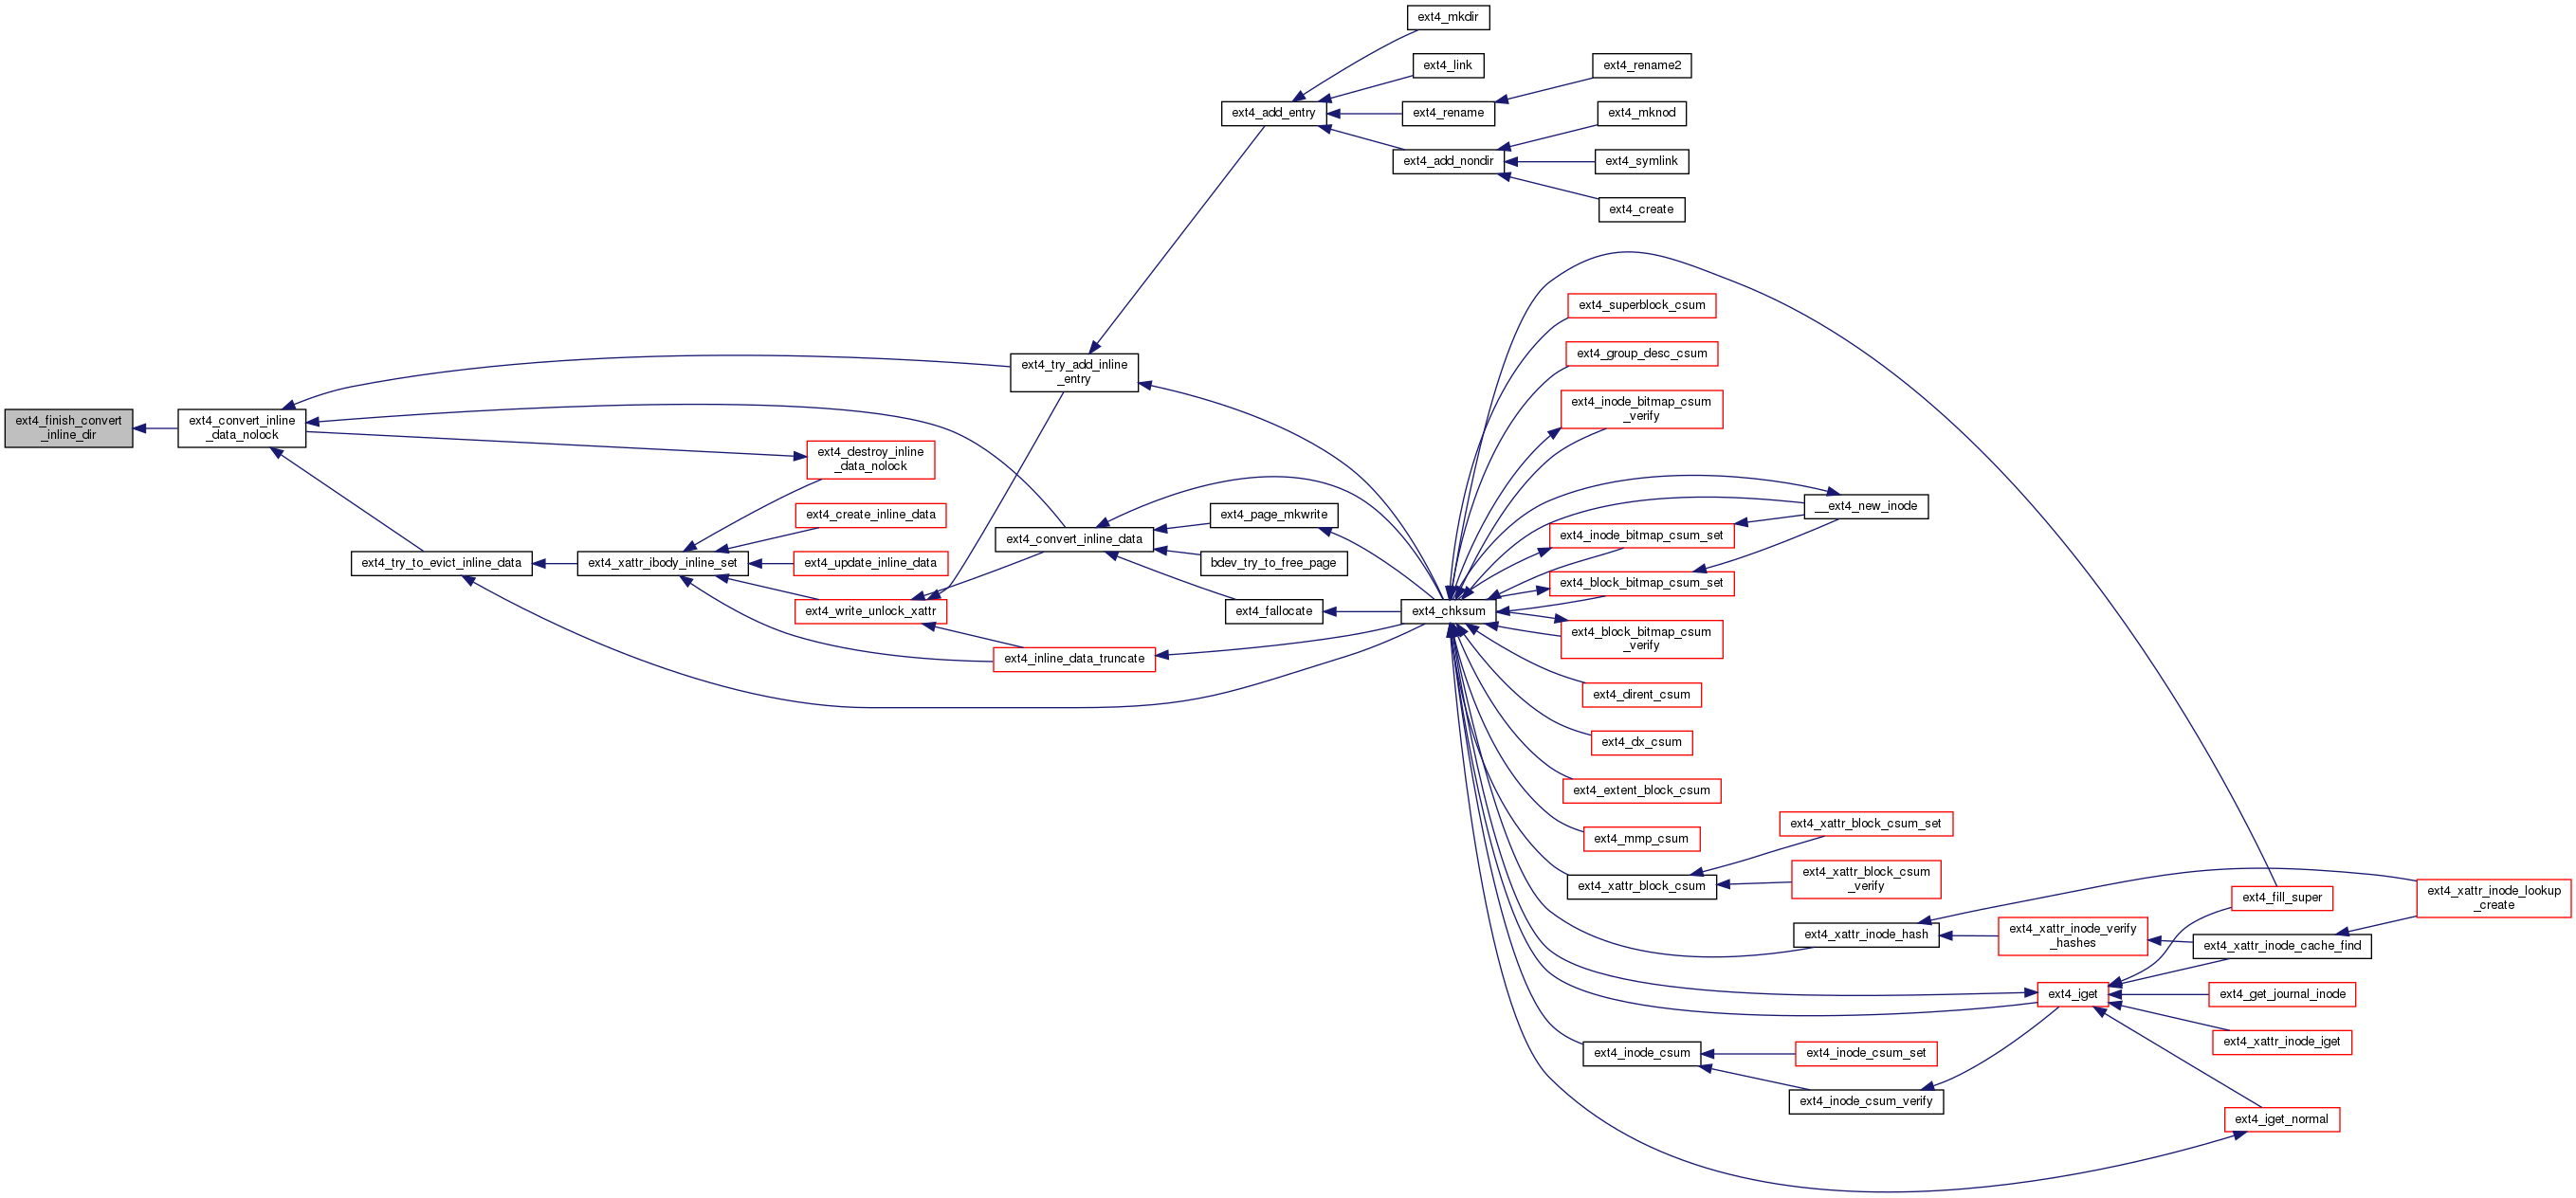 ext4_mkdir
ext4_link
ext4_rename2
ext4_add_entry
ext4_rename
ext4_mknod
ext4_add_nondir
ext4_symlink
ext4_create
ext4_superblock_csum
ext4_group_desc_csum
ext4_try_add_inline
_entry
ext4_inode_bitmap_csum
_verify
ext4_finish_convert
_inline_dir
ext4_convert_inline
_data_nolock
ext4_destroy_inline
_data_nolock
ext4_create_inline_data
ext4_page_mkwrite
__ext4_new_inode
ext4_convert_inline_data
ext4_inode_bitmap_csum_set
ext4_try_to_evict_inline_data
ext4_xattr_ibody_inline_set
ext4_update_inline_data
bdev_try_to_free_page
ext4_block_bitmap_csum_set
ext4_write_unlock_xattr
ext4_fallocate
ext4_chksum
ext4_block_bitmap_csum
_verify
ext4_inline_data_truncate
ext4_dirent_csum
ext4_dx_csum
ext4_extent_block_csum
ext4_mmp_csum
ext4_xattr_block_csum_set
ext4_xattr_block_csum
ext4_xattr_block_csum
_verify
ext4_fill_super
ext4_xattr_inode_lookup
_create
ext4_xattr_inode_hash
ext4_xattr_inode_verify
_hashes
ext4_xattr_inode_cache_find
ext4_iget
ext4_get_journal_inode
ext4_xattr_inode_iget
ext4_inode_csum
ext4_inode_csum_set
ext4_inode_csum_verify
ext4_iget_normal